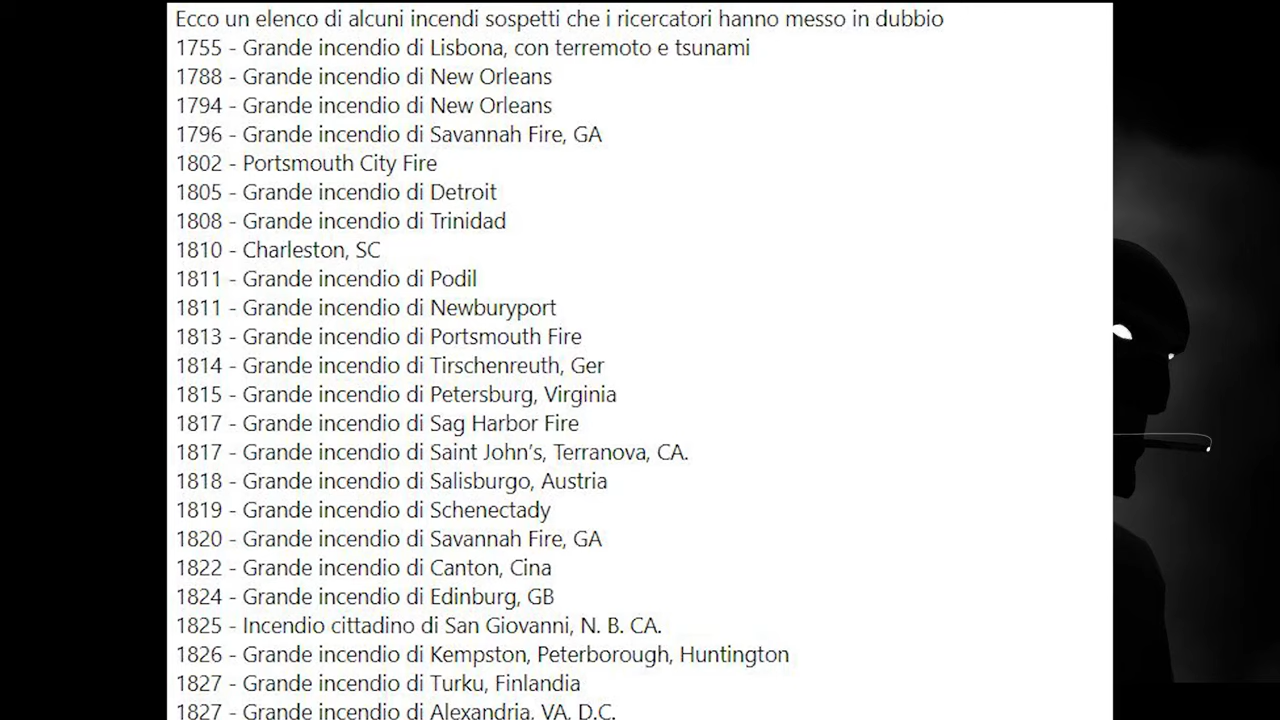 Ecco un elenco di alcuni incendi sospetti che i ricercatori hanno messo in dubbio
1755 - Grande incendio di Lisbona, con terremoto e tsunami
1788 - Grande incendio di New Orleans
1794 - Grande incendio di New Orleans
1796 - Grande incendio di Savannah Fire, GA
1802 - Portsmouth City Fire
1805 - Grande incendio di Detroit
1808 - Grande incendio di Trinidad
1810 - Charleston, SC
1811 - Grande incendio di Podil
1811 - Grande incendio di Newburyport
1813 - Grande incendio di Portsmouth Fire
1814 - Grande incendio di Tirschenreuth, Ger
1815 - Grande incendio di Petersburg, Virginia
1817 - Grande incendio di Sag Harbor Fire
1817 - Grande incendio di Saint John’s, Terranova, CA.
1818 - Grande incendio di Salisburgo, Austria
1819 - Grande incendio di Schenectady
1820 - Grande incendio di Savannah Fire, GA
1822 - Grande incendio di Canton, Cina
1824 - Grande incendio di Edinburg, GB
1825 - Incendio cittadino di San Giovanni, N. B. CA.
1826 - Grande incendio di Kempston, Peterborough, Huntington
1827 - Grande incendio di Turku, Finlandia
1827 - Grande incendio di Alexandria, VA, D.C.